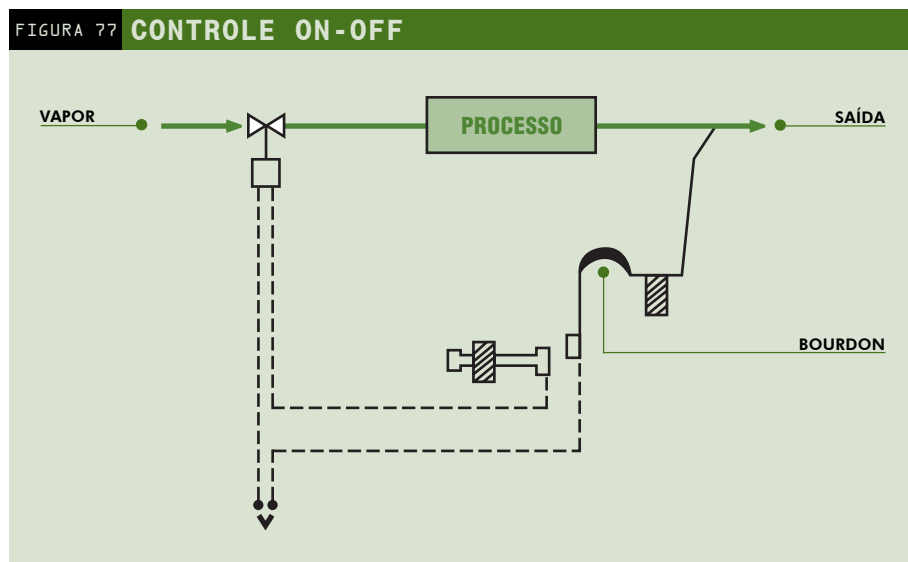 FIGURA 77 CONTROLE ON-OFF
VAPOR
PROCESSO
SAÍDA
BOURDON
V